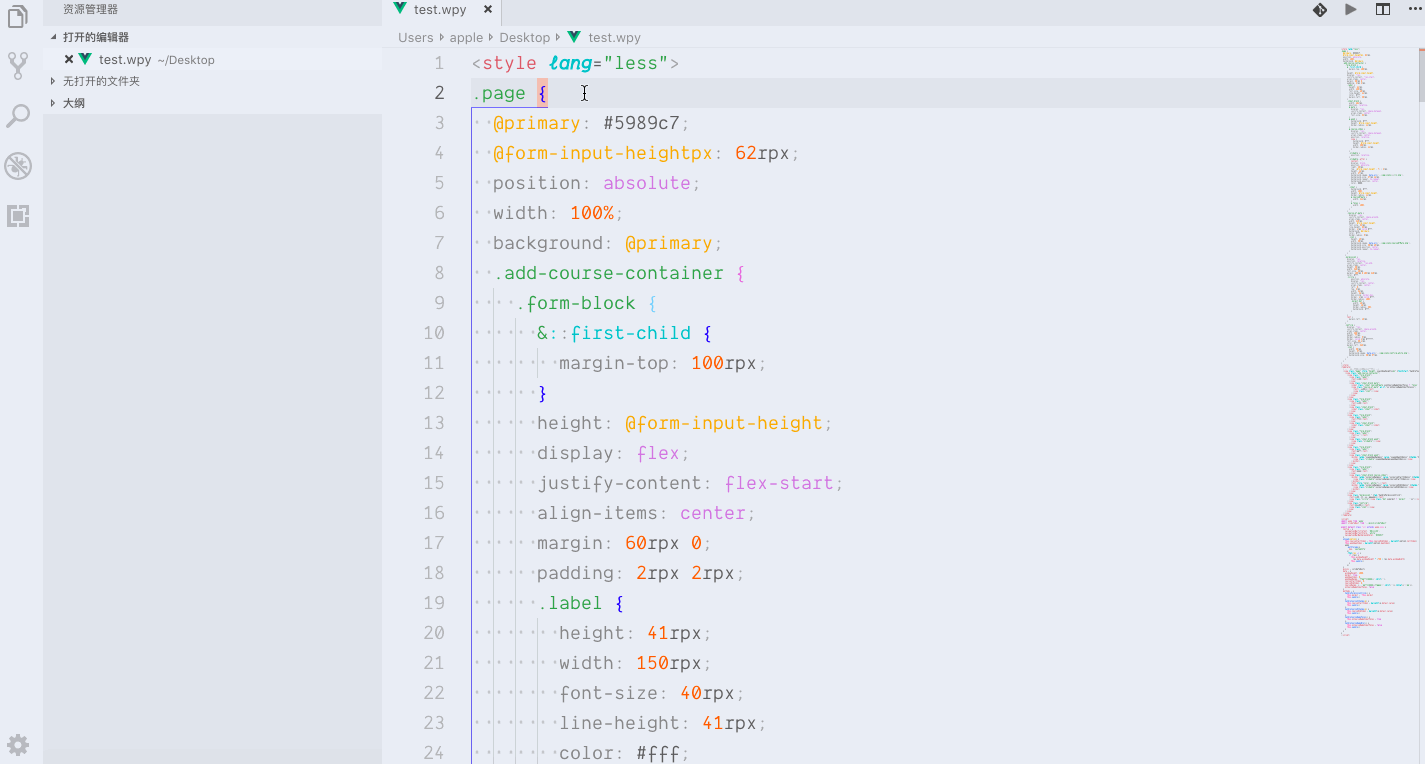 资源管理器
打开的编辑器
test.wpy ~/Desktop
无打开的文件夹
大纲
test.wpy
Users apple Desktop test.wpy
1 <style lang="less">
2 .page {
3 @primary: #5989c7;
4 @form-input-heightpx: 62rpx;
5 position: absolute;
6 width: 100%;
7 background: @primary;
8 .add-course-container {
9 .form-block {
10 &::first-child {
11 margin-top: 100rpx;
12 }
13 height: @form-input-height;
14 display: flex;
15 justify-content: flex-start;
16 align-items: center;
17 margin: 60rpx 0;
18 padding: 2rpx 2rpx;
19 .label {
20 height: 41rpx;
21 width: 150rpx;
22 font-size: 40rpx;
23 line-height: 41rpx;
24 color: #fff;